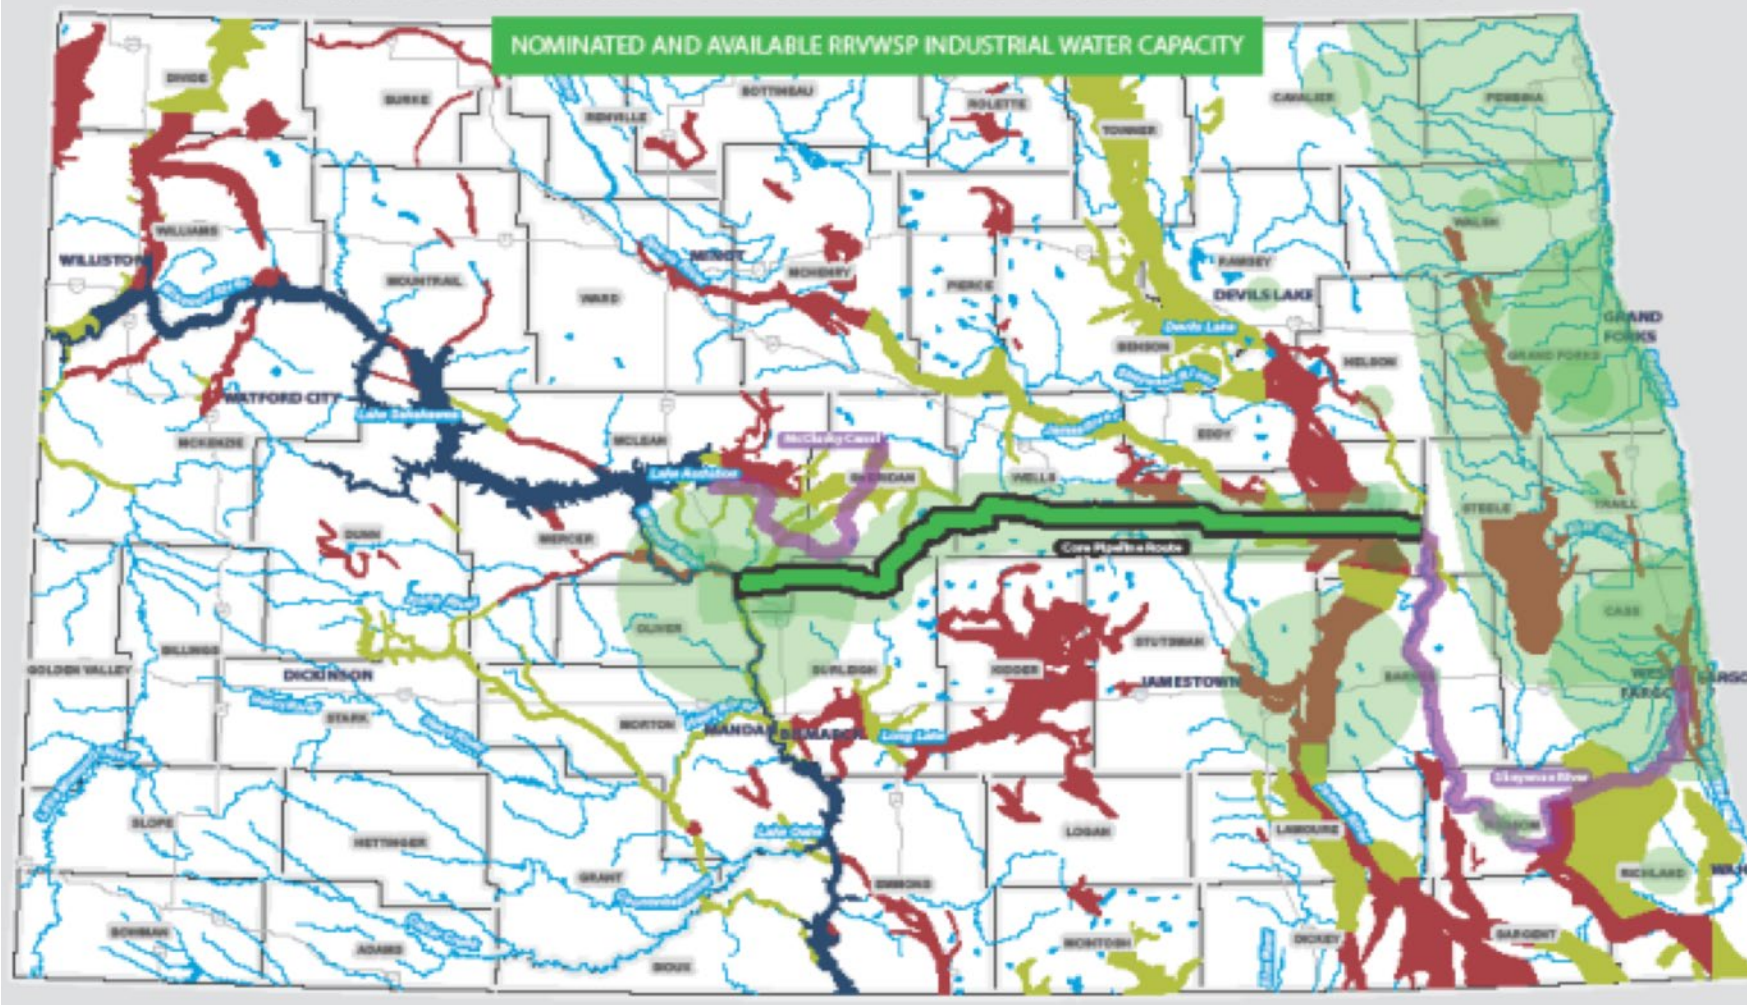 NOMINATED AND AVAILABLE RRVWSP INDUSTRIAL WATER CAPACITY
DIVIDE
BURKE
RENVILLE
BOTTINEAU
ROLETTE
TOWNER
CAVALIER
PEMBINA
WILLIAMS
WILLISTON
MOUNTRAIL
WARD
MINOT
MCHENRY
PIERCE
RAMSEY
DEVILS LAKE
Devils Lake
WALSH
GRAND
FORKS
GRAND FORKS
BENSON
NELSON
WATFORD CITY
Lake Sakakawea
MCKENZIE
MCLEAN
McClusky Canal
Lake Audubon
SHERIDAN
WELLS
EDDY
STEELE
TRAILL
DUNN
MERCER
Core Pipeline Route
OLIVER
BURLEIGH
KIDDER
STUTSMAN
CASS
GOLDEN VALLEY
BILLINGS
DICKINSON
STARK
MORTON
MANDAN
BISMARCK
Long Lake
JAMESTOWN
BARNES
WEST
FARGO
FARGO
Sheyenne River
SLOPE
HETTINGER
GRANT
Lake Oahe
LOGAN
LAMOURE
RANSOM
EMMONS
RICHLAND
WAH
BOWMAN
ADAMS
SIOUX
MCINTOSH
DICKEY
SARGENT